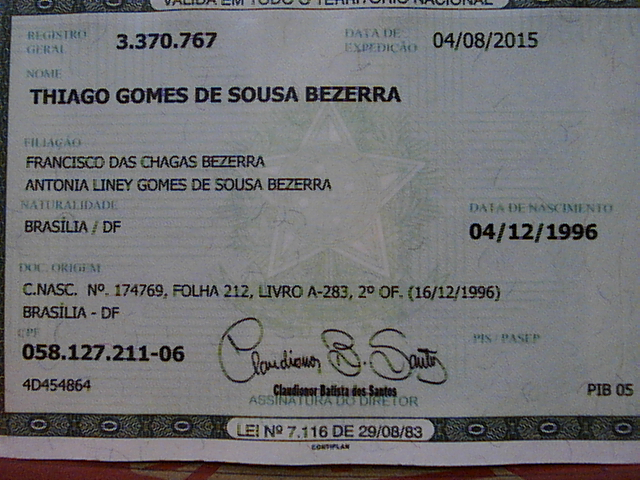 VÁLIDA EM TODO O TERRITÓRIO NACIONAL
REGISTRO GERAL 3.370.767 DATA DE EXPEDIÇÃO 04/08/2015
NOME
THIAGO GOMES DE SOUSA BEZERRA
FILIAÇÃO
FRANCISCO DAS CHAGAS BEZERRA
ANTONIA LINEY GOMES DE SOUSA BEZERRA
NATURALIDADE DATA DE NASCIMENTO
BRASÍLIA / DF 04/12/1996
DOC. ORIGEM
C.NASC. Nº. 174769, FOLHA 212, LIVRO A-283, 2º OF. (16/12/1996)
BRASÍLIA - DF
CPF PIS / PASEP
058.127.211-06
Claudionor B. Santos
4D454864 Claudionor Batista dos Santos PIB 05
ASSINATURA DO DIRETOR
LEI Nº 7.116 DE 29/08/83
CONTIPLAN